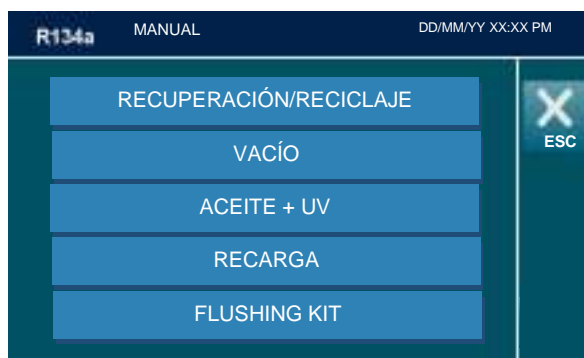 R134a MANUAL DD/MM/YY XX:XX PM
RECUPERACIÓN/RECICLAJE
ESC
VACÍO
ACEITE + UV
RECARGA
FLUSHING KIT